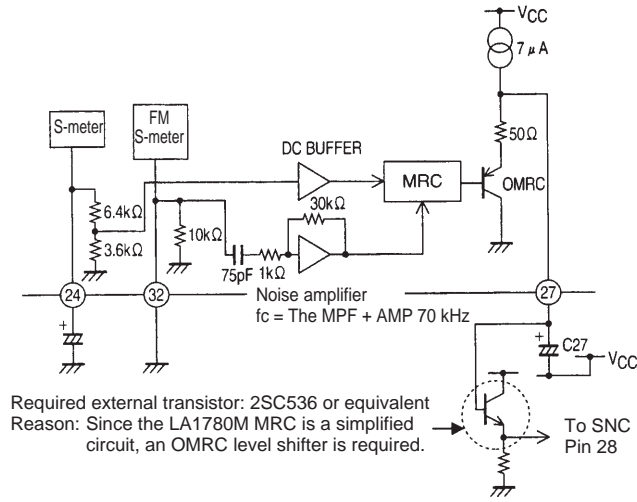 VCC
7 μA
S-meter
FM
S-meter
DC BUFFER
50Ω
MRC
OMRC
6.4kΩ
3.6kΩ
10kΩ
30kΩ
75pF
1kΩ
24
32
Noise amplifier
fc = The MPF + AMP 70 kHz
27
+
+
C27
VCC
Required external transistor: 2SC536 or equivalent
Reason: Since the LA1780M MRC is a simplified
circuit, an OMRC level shifter is required.
To SNC
Pin 28